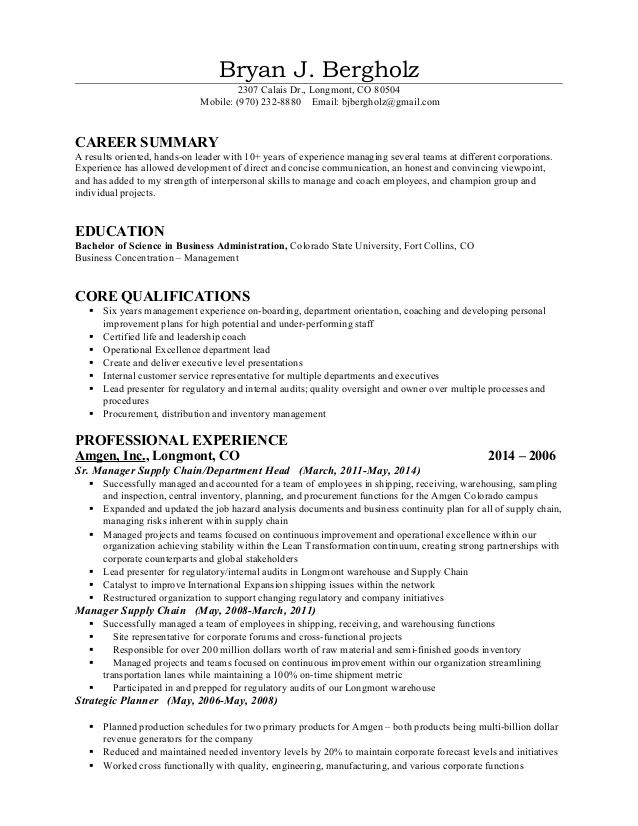 Bryan J. Bergholz
2307 Calais Dr., Longmont, CO 80504
Mobile: (970) 232-8880 Email: bjbergholz@gmail.com
CAREER SUMMARY
A results oriented, hands-on leader with 10+ years of experience managing several teams at different corporations.
Experience has allowed development of direct and concise communication, an honest and convincing viewpoint,
and has added to my strength of interpersonal skills to manage and coach employees, and champion group and
individual projects.
EDUCATION
Bachelor of Science in Business Administration, Colorado State University, Fort Collins, CO
Business Concentration – Management
CORE QUALIFICATIONS
▪ Six years management experience on-boarding, department orientation, coaching and developing personal
improvement plans for high potential and under-performing staff
▪ Certified life and leadership coach
▪ Operational Excellence department lead
▪ Create and deliver executive level presentations
▪ Internal customer service representative for multiple departments and executives
▪ Lead presenter for regulatory and internal audits; quality oversight and owner over multiple processes and
procedures
▪ Procurement, distribution and inventory management
PROFESSIONAL EXPERIENCE
Amgen, Inc., Longmont, CO 2014 – 2006
Sr. Manager Supply Chain/Department Head (March, 2011-May, 2014)
▪ Successfully managed and accounted for a team of employees in shipping, receiving, warehousing, sampling
and inspection, central inventory, planning, and procurement functions for the Amgen Colorado campus
▪ Expanded and updated the job hazard analysis documents and business continuity plan for all of supply chain,
managing risks inherent within supply chain
▪ Managed projects and teams focused on continuous improvement and operational excellence within our
organization achieving stability within the Lean Transformation continuum, creating strong partnerships with
corporate counterparts and global stakeholders
▪ Lead presenter for regulatory/internal audits in Longmont warehouse and Supply Chain
▪ Catalyst to improve International Expansion shipping issues within the network
▪ Restructured organization to support changing regulatory and company initiatives
Manager Supply Chain (May, 2008-March, 2011)
▪ Successfully managed a team of employees in shipping, receiving, and warehousing functions
▪ Site representative for corporate forums and cross-functional projects
▪ Responsible for over 200 million dollars worth of raw material and semi-finished goods inventory
▪ Managed projects and teams focused on continuous improvement within our organization streamlining
transportation lanes while maintaining a 100% on-time shipment metric
▪ Participated in and prepped for regulatory audits of our Longmont warehouse
Strategic Planner (May, 2006-May, 2008)
▪ Planned production schedules for two primary products for Amgen – both products being multi-billion dollar
revenue generators for the company
▪ Reduced and maintained needed inventory levels by 20% to maintain corporate forecast levels and initiatives
▪ Worked cross functionally with quality, engineering, manufacturing, and various corporate functions